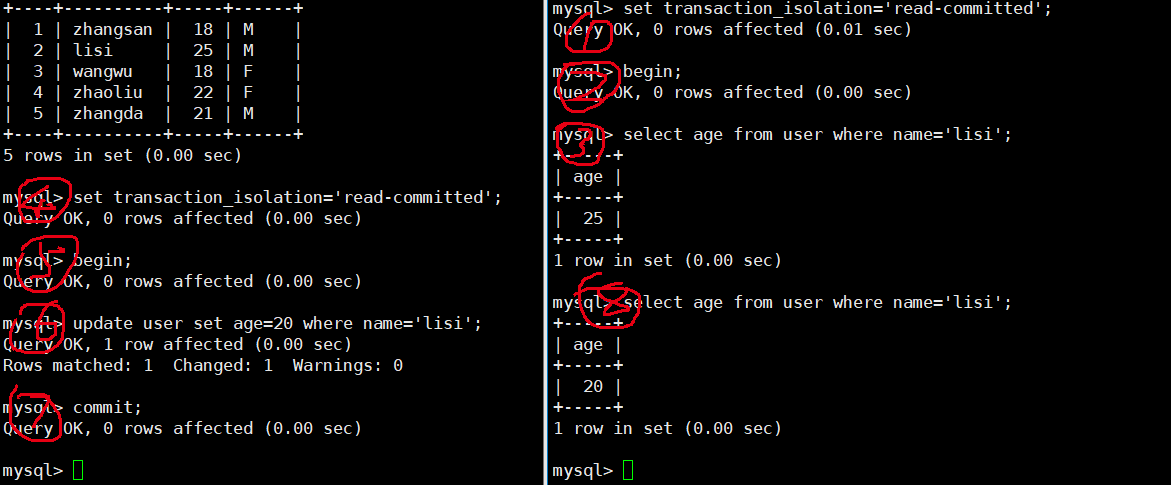 +----+----------+-----+------+
|  1 | zhangsan |  18 | M    |
|  2 | lisi     |  25 | M    |
|  3 | wangwu   |  18 | F    |
|  4 | zhaoliu  |  22 | F    |
|  5 | zhangda  |  21 | M    |
+----+----------+-----+------+
5 rows in set (0.00 sec)
4
mysql> set transaction_isolation='read-committed';
Query OK, 0 rows affected (0.00 sec)
5
mysql> begin;
Query OK, 0 rows affected (0.00 sec)
6
mysql> update user set age=20 where name='lisi';
Query OK, 1 row affected (0.00 sec)
Rows matched: 1  Changed: 1  Warnings: 0
7
mysql> commit;
Query OK, 0 rows affected (0.00 sec)
mysql>
mysql> set transaction_isolation='read-committed';
1
Query OK, 0 rows affected (0.01 sec)
2
mysql> begin;
Query OK, 0 rows affected (0.00 sec)
3
mysql> select age from user where name='lisi';
+-----+
| age |
+-----+
|  25 |
+-----+
1 row in set (0.00 sec)
8
mysql> select age from user where name='lisi';
+-----+
| age |
+-----+
|  20 |
+-----+
1 row in set (0.00 sec)
mysql>